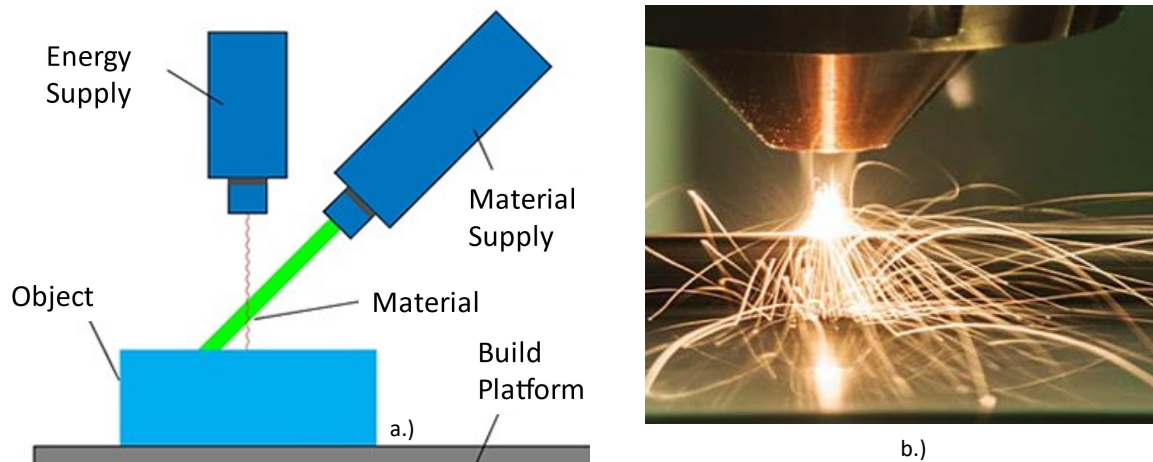 Energy
Supply
Material
Supply
Object
Material
Build
Platform
a.)
b.)